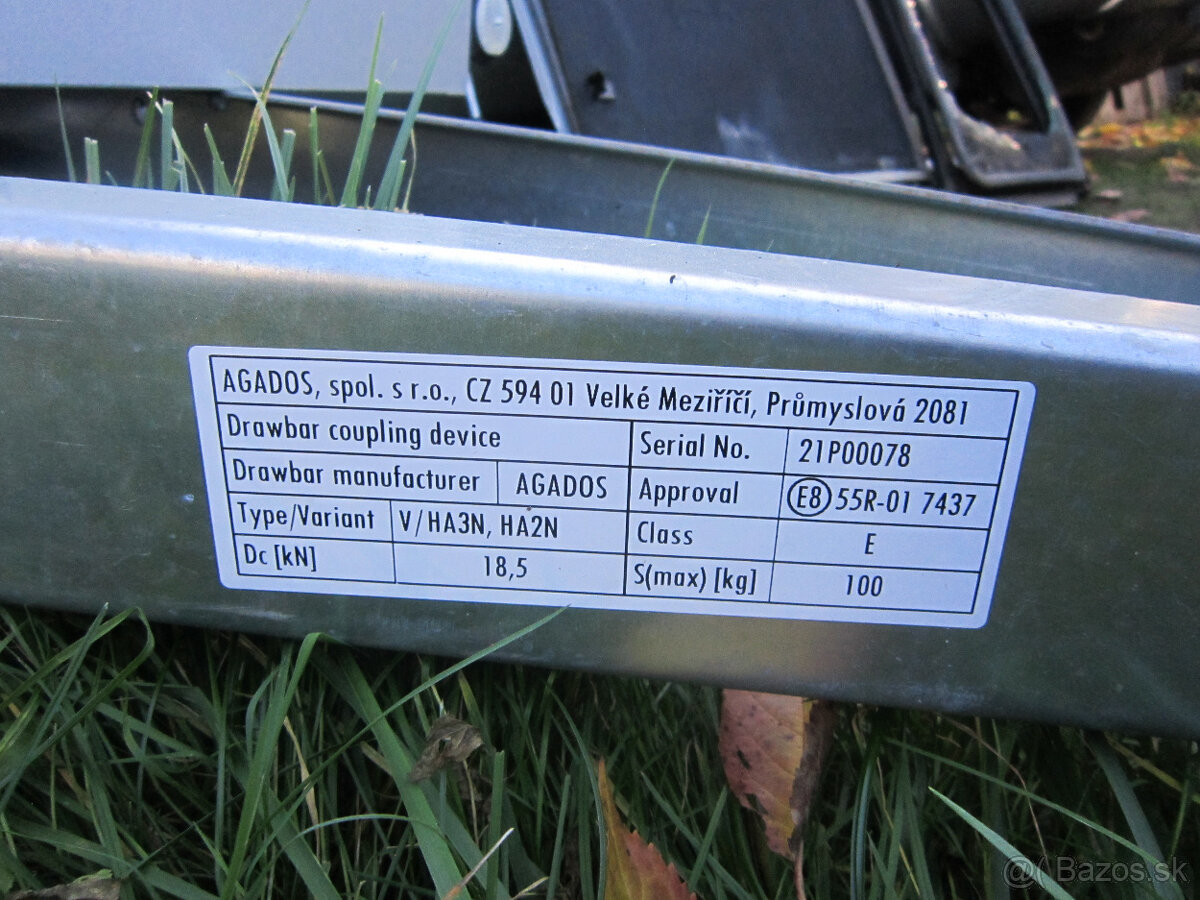 AGADOS, spol. s r.o., CZ 594 01 Velké Meziříčí, Průmyslová 2081
Drawbar coupling device Serial No. 21P00078
Drawbar manufacturer AGADOS Approval E8 55R-01 7437
Type/Variant V/HA3N, HA2N Class E
Dc [kN] 18,5 S(max) [kg] 100
@( Bazos.sk